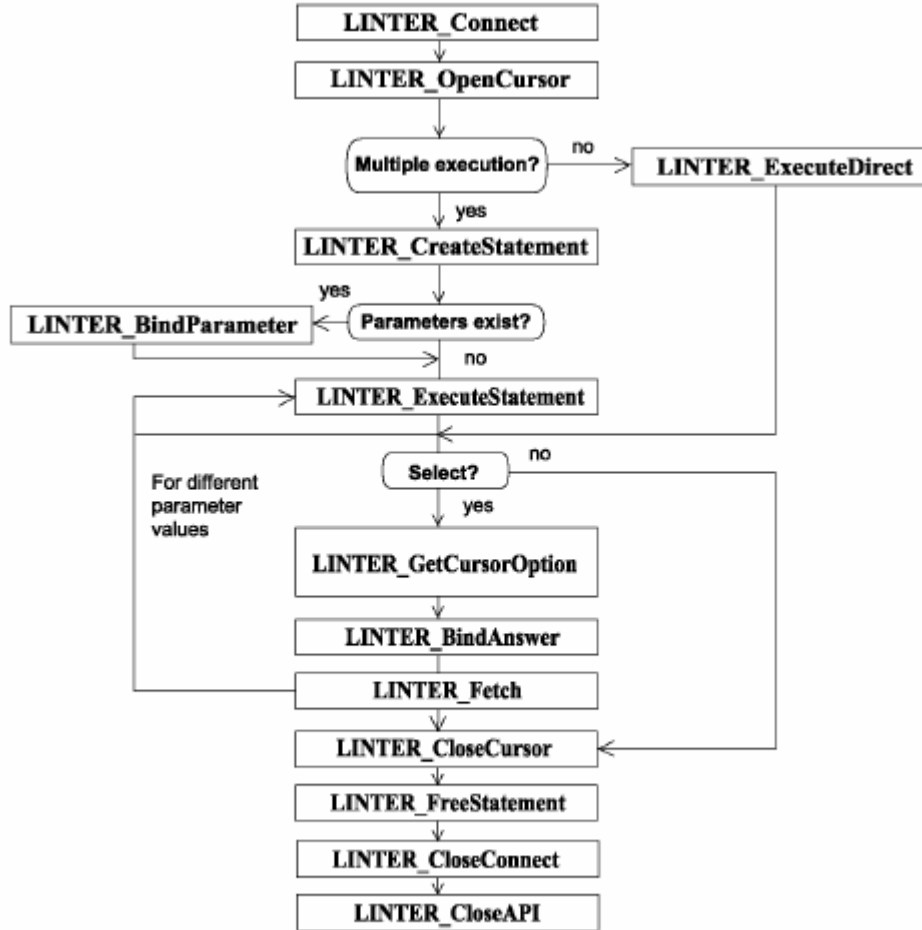 LINTER_Connect
LINTER_OpenCursor
Multiple execution?
no
LINTER_ExecuteDirect
yes
LINTER_CreateStatement
yes
LINTER_BindParameter
Parameters exist?
no
LINTER_ExecuteStatement
For different
parameter
values
Select?
no
yes
LINTER_GetCursorOption
LINTER_BindAnswer
LINTER_Fetch
LINTER_CloseCursor
LINTER_FreeStatement
LINTER_CloseConnect
LINTER_CloseAPI